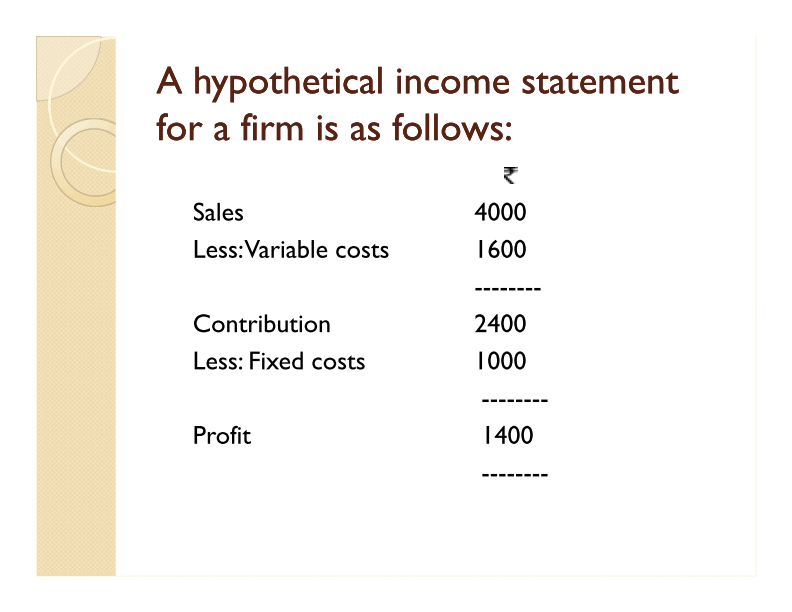 A hypothetical income statement
for a firm is as follows:
₹
Sales 4000
Less:Variable costs 1600
--------
Contribution 2400
Less: Fixed costs 1000
--------
Profit 1400
--------